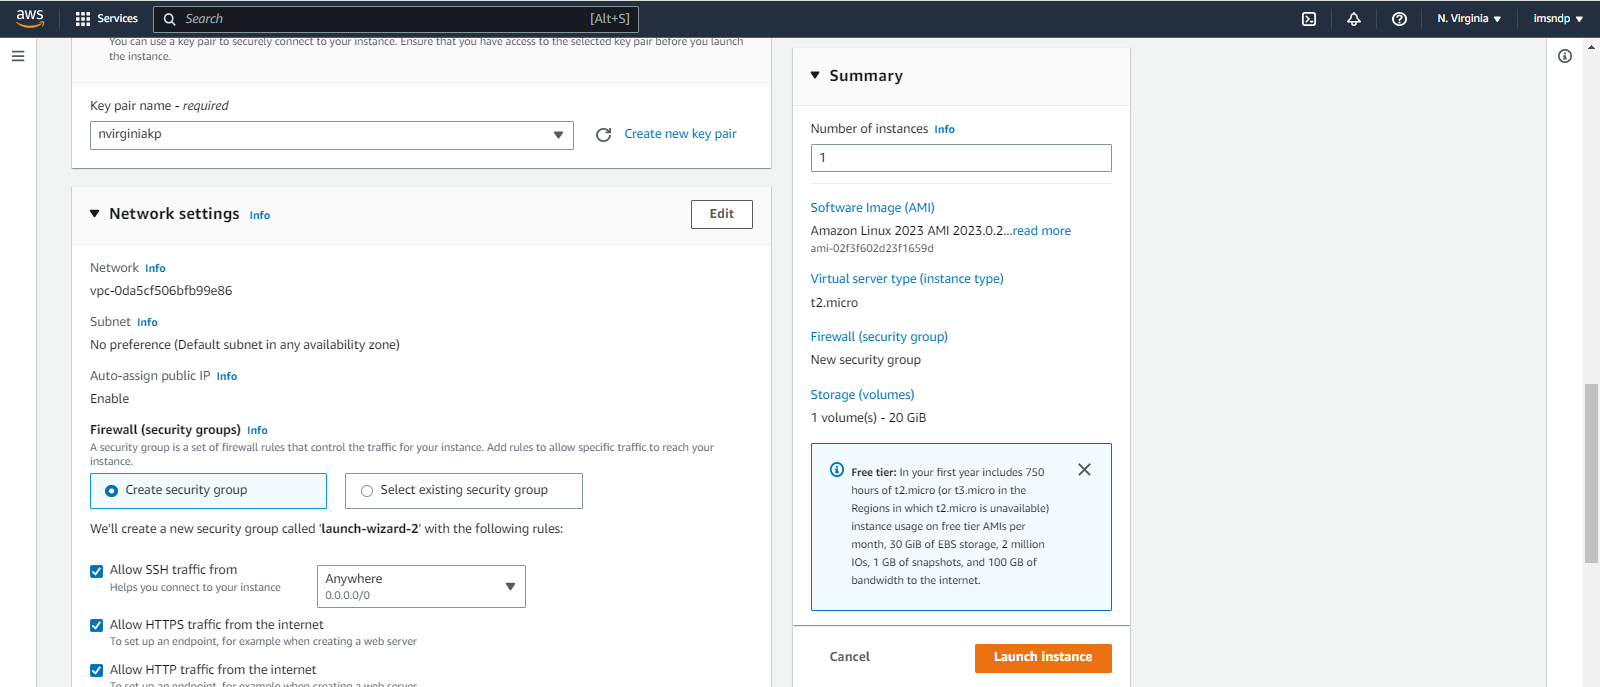 aws
Services
Search
[Alt+S]
N. Virginia
imsndp
You can use a key pair to securely connect to your instance. Ensure that you have access to the selected key pair before you launch
the instance.
Key pair name - required
nvirginiakp
Create new key pair
Network settings Info
Edit
Network Info
vpc-0da5cf506bfb99e86
Subnet Info
No preference (Default subnet in any availability zone)
Auto-assign public IP Info
Enable
Firewall (security groups) Info
A security group is a set of firewall rules that control the traffic for your instance. Add rules to allow specific traffic to reach your
instance.
Create security group
Select existing security group
We'll create a new security group called 'launch-wizard-2' with the following rules:
Allow SSH traffic from
Helps you connect to your instance
Anywhere
0.0.0.0/0
Allow HTTPS traffic from the internet
To set up an endpoint, for example when creating a web server
Allow HTTP traffic from the internet
To set up an endpoint, for example when creating a web server
Summary
Number of instances Info
1
Software Image (AMI)
Amazon Linux 2023 AMI 2023.0.2...read more
ami-02f3f602d23f1659d
Virtual server type (instance type)
t2.micro
Firewall (security group)
New security group
Storage (volumes)
1 volume(s) - 20 GiB
Free tier: In your first year includes 750
hours of t2.micro (or t3.micro in the
Regions in which t2.micro is unavailable)
instance usage on free tier AMIs per
month, 30 GiB of EBS storage, 2 million
IOs, 1 GB of snapshots, and 100 GB of
bandwidth to the internet.
Cancel
Launch instance